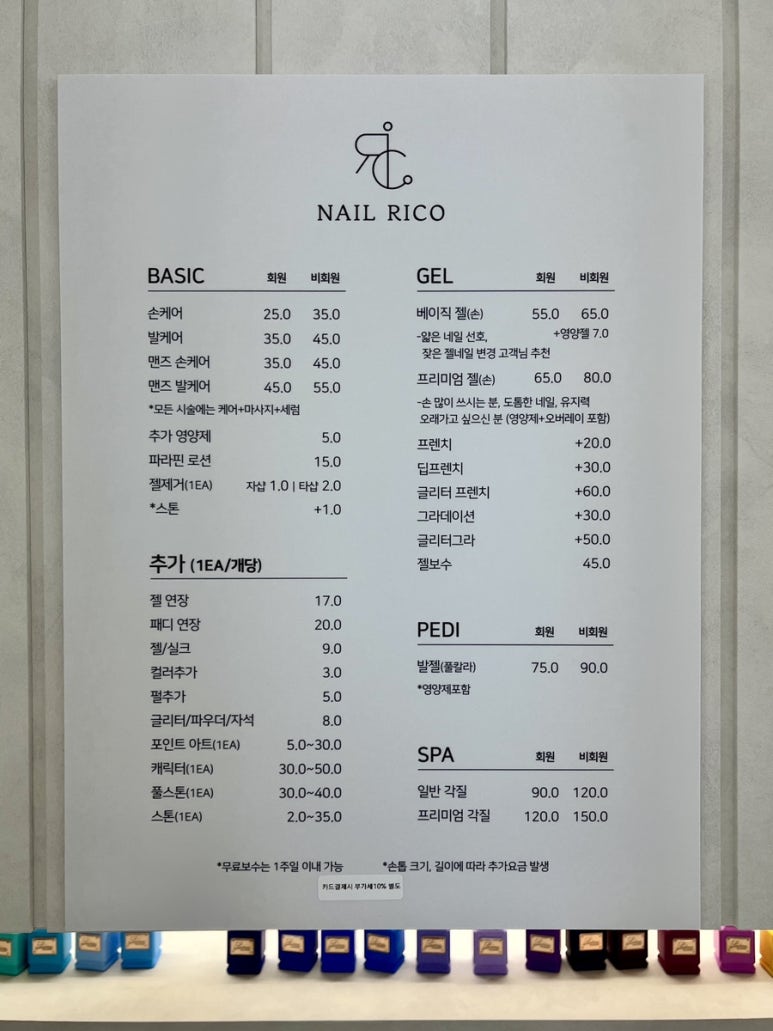 NAIL RICO
BASIC 회원 비회원
손케어 25.0 35.0
발케어 35.0 45.0
맨즈 손케어 35.0 45.0
맨즈 발케어 45.0 55.0
*모든 시술에는 케어+마사지+세럼
추가 영양제 5.0
파라핀 로션 15.0
젤제거(1EA) 자샵 1.0 | 타샵 2.0
*스톤 +1.0
추가 (1EA/개당)
젤 연장 17.0
패디 연장 20.0
젤/실크 9.0
컬러추가 3.0
펄추가 5.0
글리터/파우더/자석 8.0
포인트 아트(1EA) 5.0~30.0
캐릭터(1EA) 30.0~50.0
풀스톤(1EA) 30.0~40.0
스톤(1EA) 2.0~35.0
GEL 회원 비회원
베이직 젤(손) 55.0 65.0
-얇은 네일 선호, +영양젤 7.0
잦은 젤네일 변경 고객님 추천
프리미엄 젤(손) 65.0 80.0
-손 많이 쓰시는 분, 도톰한 네일, 유지력
오래가고 싶으신 분 (영양제+오버레이 포함)
프렌치 +20.0
딥프렌치 +30.0
글리터 프렌치 +60.0
그라데이션 +30.0
글리터그라 +50.0
젤보수 45.0
PEDI 회원 비회원
발젤(풀칼라) 75.0 90.0
*영양제포함
SPA 회원 비회원
일반 각질 90.0 120.0
프리미엄 각질 120.0 150.0
*무료보수는 1주일 이내 가능 *손톱 크기, 길이에 따라 추가요금 발생
카드결제시 부가세10% 별도